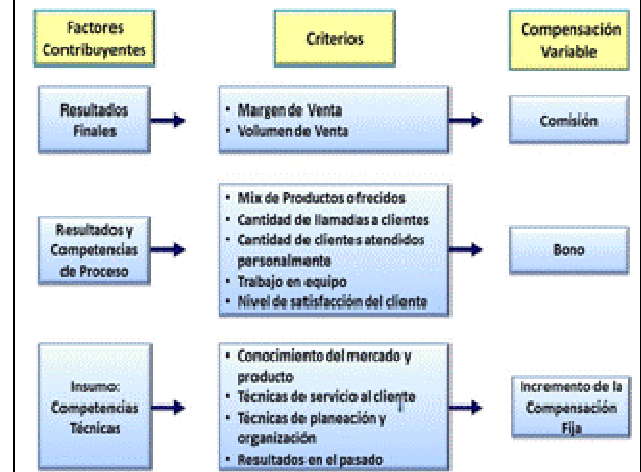 Factores
Contribuyentes
Criterios
Compensación
Variable
Resultados
Finales
• Margen de Venta
• Volumen de Venta
Comisión
Resultados y
Competencias
de Proceso
• Mix de Productos ofrecidos
• Cantidad de llamadas a clientes
• Cantidad de clientes atendidos
personalmente
• Trabajo en equipo
• Nivel de satisfacción del cliente
Bono
Insumo:
Competencias
Técnicas
• Conocimiento del mercado y
producto
• Técnicas de servicio al cliente
• Técnicas de planeación y
organización
• Resultados en el pasado
Incremento de la
Compensación
Fija